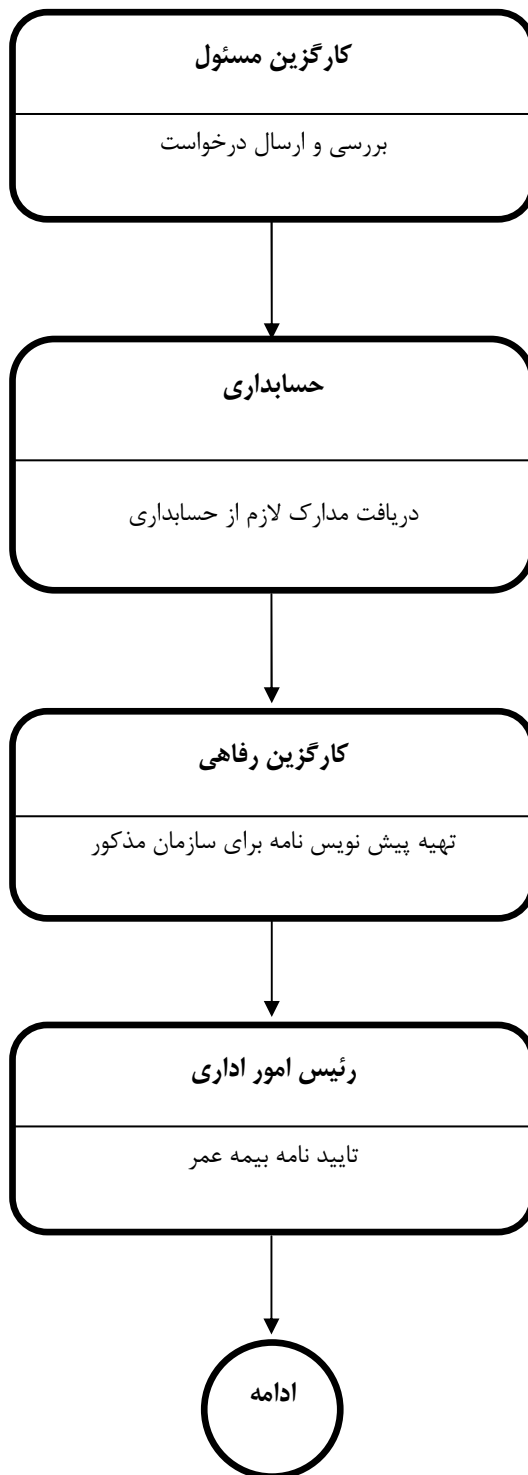 کارگزین مسئول
بررسی و ارسال درخواست
حسابداری
دریافت مدارک لازم از حسابداری
کارگزین رفاهی
تهیه پیش نویس نامه برای سازمان مذکور
رئیس امور اداری
تایید نامه بیمه عمر
ادامه